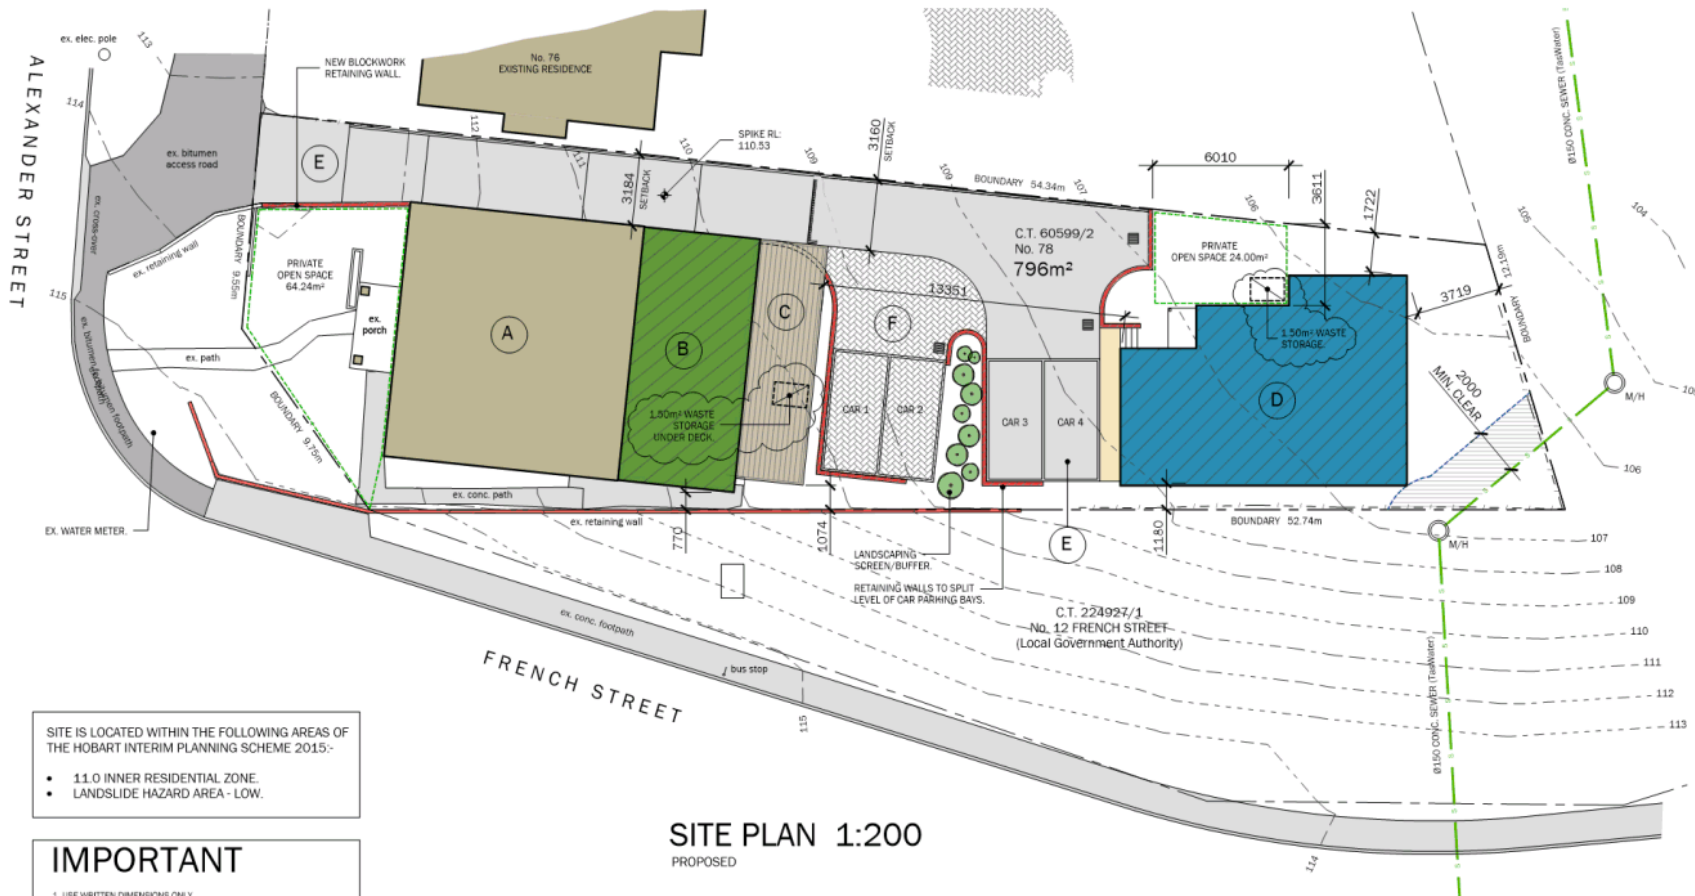 ALEXANDER STREET
ex. elec. pole
113
114
115
NEW BLOCKWORK
RETAINING WALL.
No. 76
EXISTING RESIDENCE
ex. bitumen
access road
E
112
111
110
109
109
107
106
SPIKE RL:
110.53
3184
SETBACK
3160
SETBACK
BOUNDARY 54.34m
6010
3611
1722
105
104
Ø150 CONC. SEWER (TasWater)
ex. cross-over
ex. retaining wall
BOUNDARY 9.55m
PRIVATE
OPEN SPACE
64.24m²
ex.
porch
ex. path
ex. bitumen footpath
BOUNDARY 9.75m
A
B
C
F
13351
C.T. 60599/2
No. 78
796m²
PRIVATE
OPEN SPACE 24.00m²
12.19m
BOUNDARY
3719
1.50m² WASTE
STORAGE.
D
2000
MIN. CLEAR
M/H
106
1.50m² WASTE
STORAGE
UNDER DECK.
CAR 1
CAR 2
CAR 3
CAR 4
ex. conc. path
ex. retaining wall
EX. WATER METER.
770
1074
1180
BOUNDARY 52.74m
M/H
E
LANDSCAPING
SCREEN/BUFFER.
RETAINING WALLS TO SPLIT
LEVEL OF CAR PARKING BAYS.
C.T. 224927/1
No. 12 FRENCH STREET
(Local Government Authority)
107
108
109
110
111
112
113
ex. conc. footpath
bus stop
FRENCH STREET
115
114
Ø150 CONC. SEWER (TasWater)
SITE IS LOCATED WITHIN THE FOLLOWING AREAS OF
THE HOBART INTERIM PLANNING SCHEME 2015:-
• 11.0 INNER RESIDENTIAL ZONE.
• LANDSLIDE HAZARD AREA - LOW.
SITE PLAN 1:200
PROPOSED
IMPORTANT